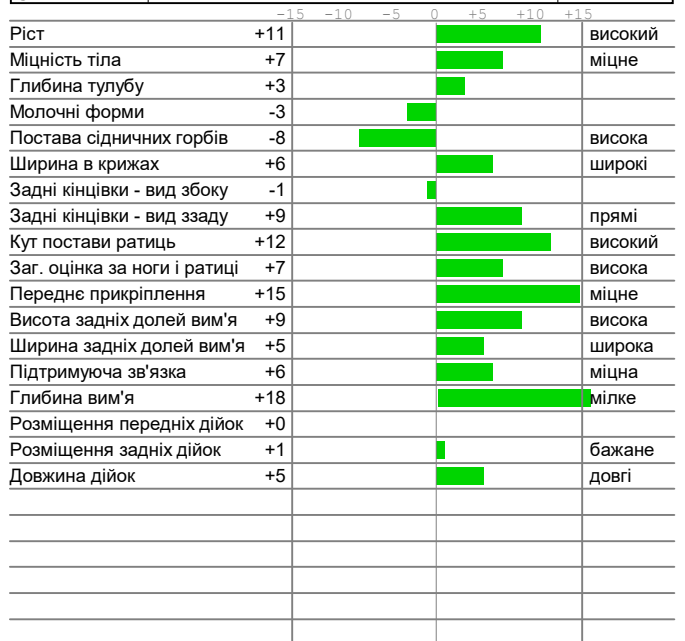 -15 -10 -5 0 +5 +10 +15
Ріст +11 високий
Міцність тіла +7 міцне
Глибина тулубу +3
Молочні форми -3
Постава сідничних горбів -8 висока
Ширина в крижах +6 широкі
Задні кінцівки - вид збоку -1
Задні кінцівки - вид ззаду +9 прямі
Кут постави ратиць +12 високий
Заг. оцінка за ноги і ратиці +7 висока
Переднє прикріплення +15 міцне
Висота задніх долей вим'я +9 висока
Ширина задніх долей вим'я +5 широка
Підтримуюча зв'язка +6 міцна
Глибина вим'я +18 мілке
Розміщення передніх дійок +0
Розміщення задніх дійок +1 бажане
Довжина дійок +5 довгі